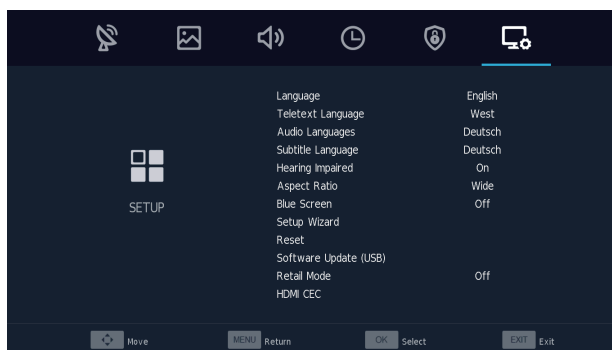 Language English
Teletext Language West
Audio Languages Deutsch
Subtitle Language Deutsch
Hearing Impaired On
Aspect Ratio Wide
SETUP
Blue Screen Off
Setup Wizard
Reset
Software Update (USB)
Retail Mode Off
HDMI CEC
Move MENU Return OK Select EXIT Exit